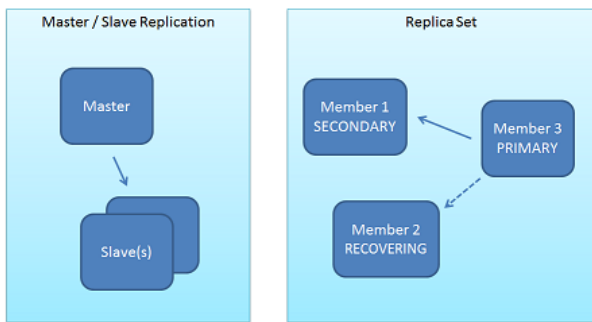 Master / Slave Replication
Master
Slave(s)
Replica Set
Member 1
SECONDARY
Member 3
PRIMARY
Member 2
RECOVERING